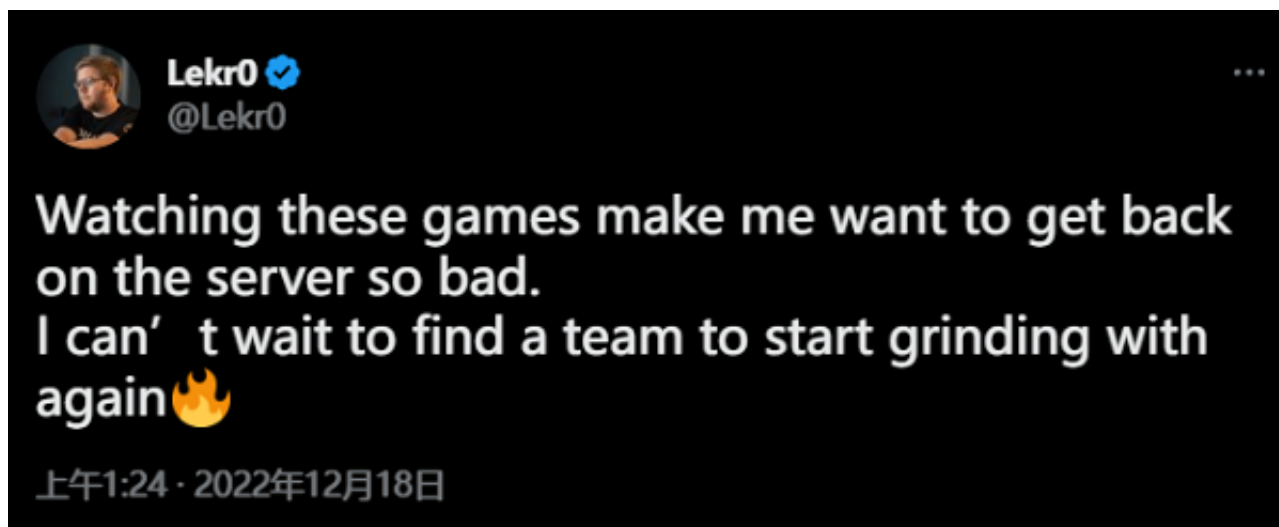 Lekr0
@Lekr0
Watching these games make me want to get back
on the server so bad.
I can’t wait to find a team to start grinding with
again🔥
上午1:24 · 2022年12月18日